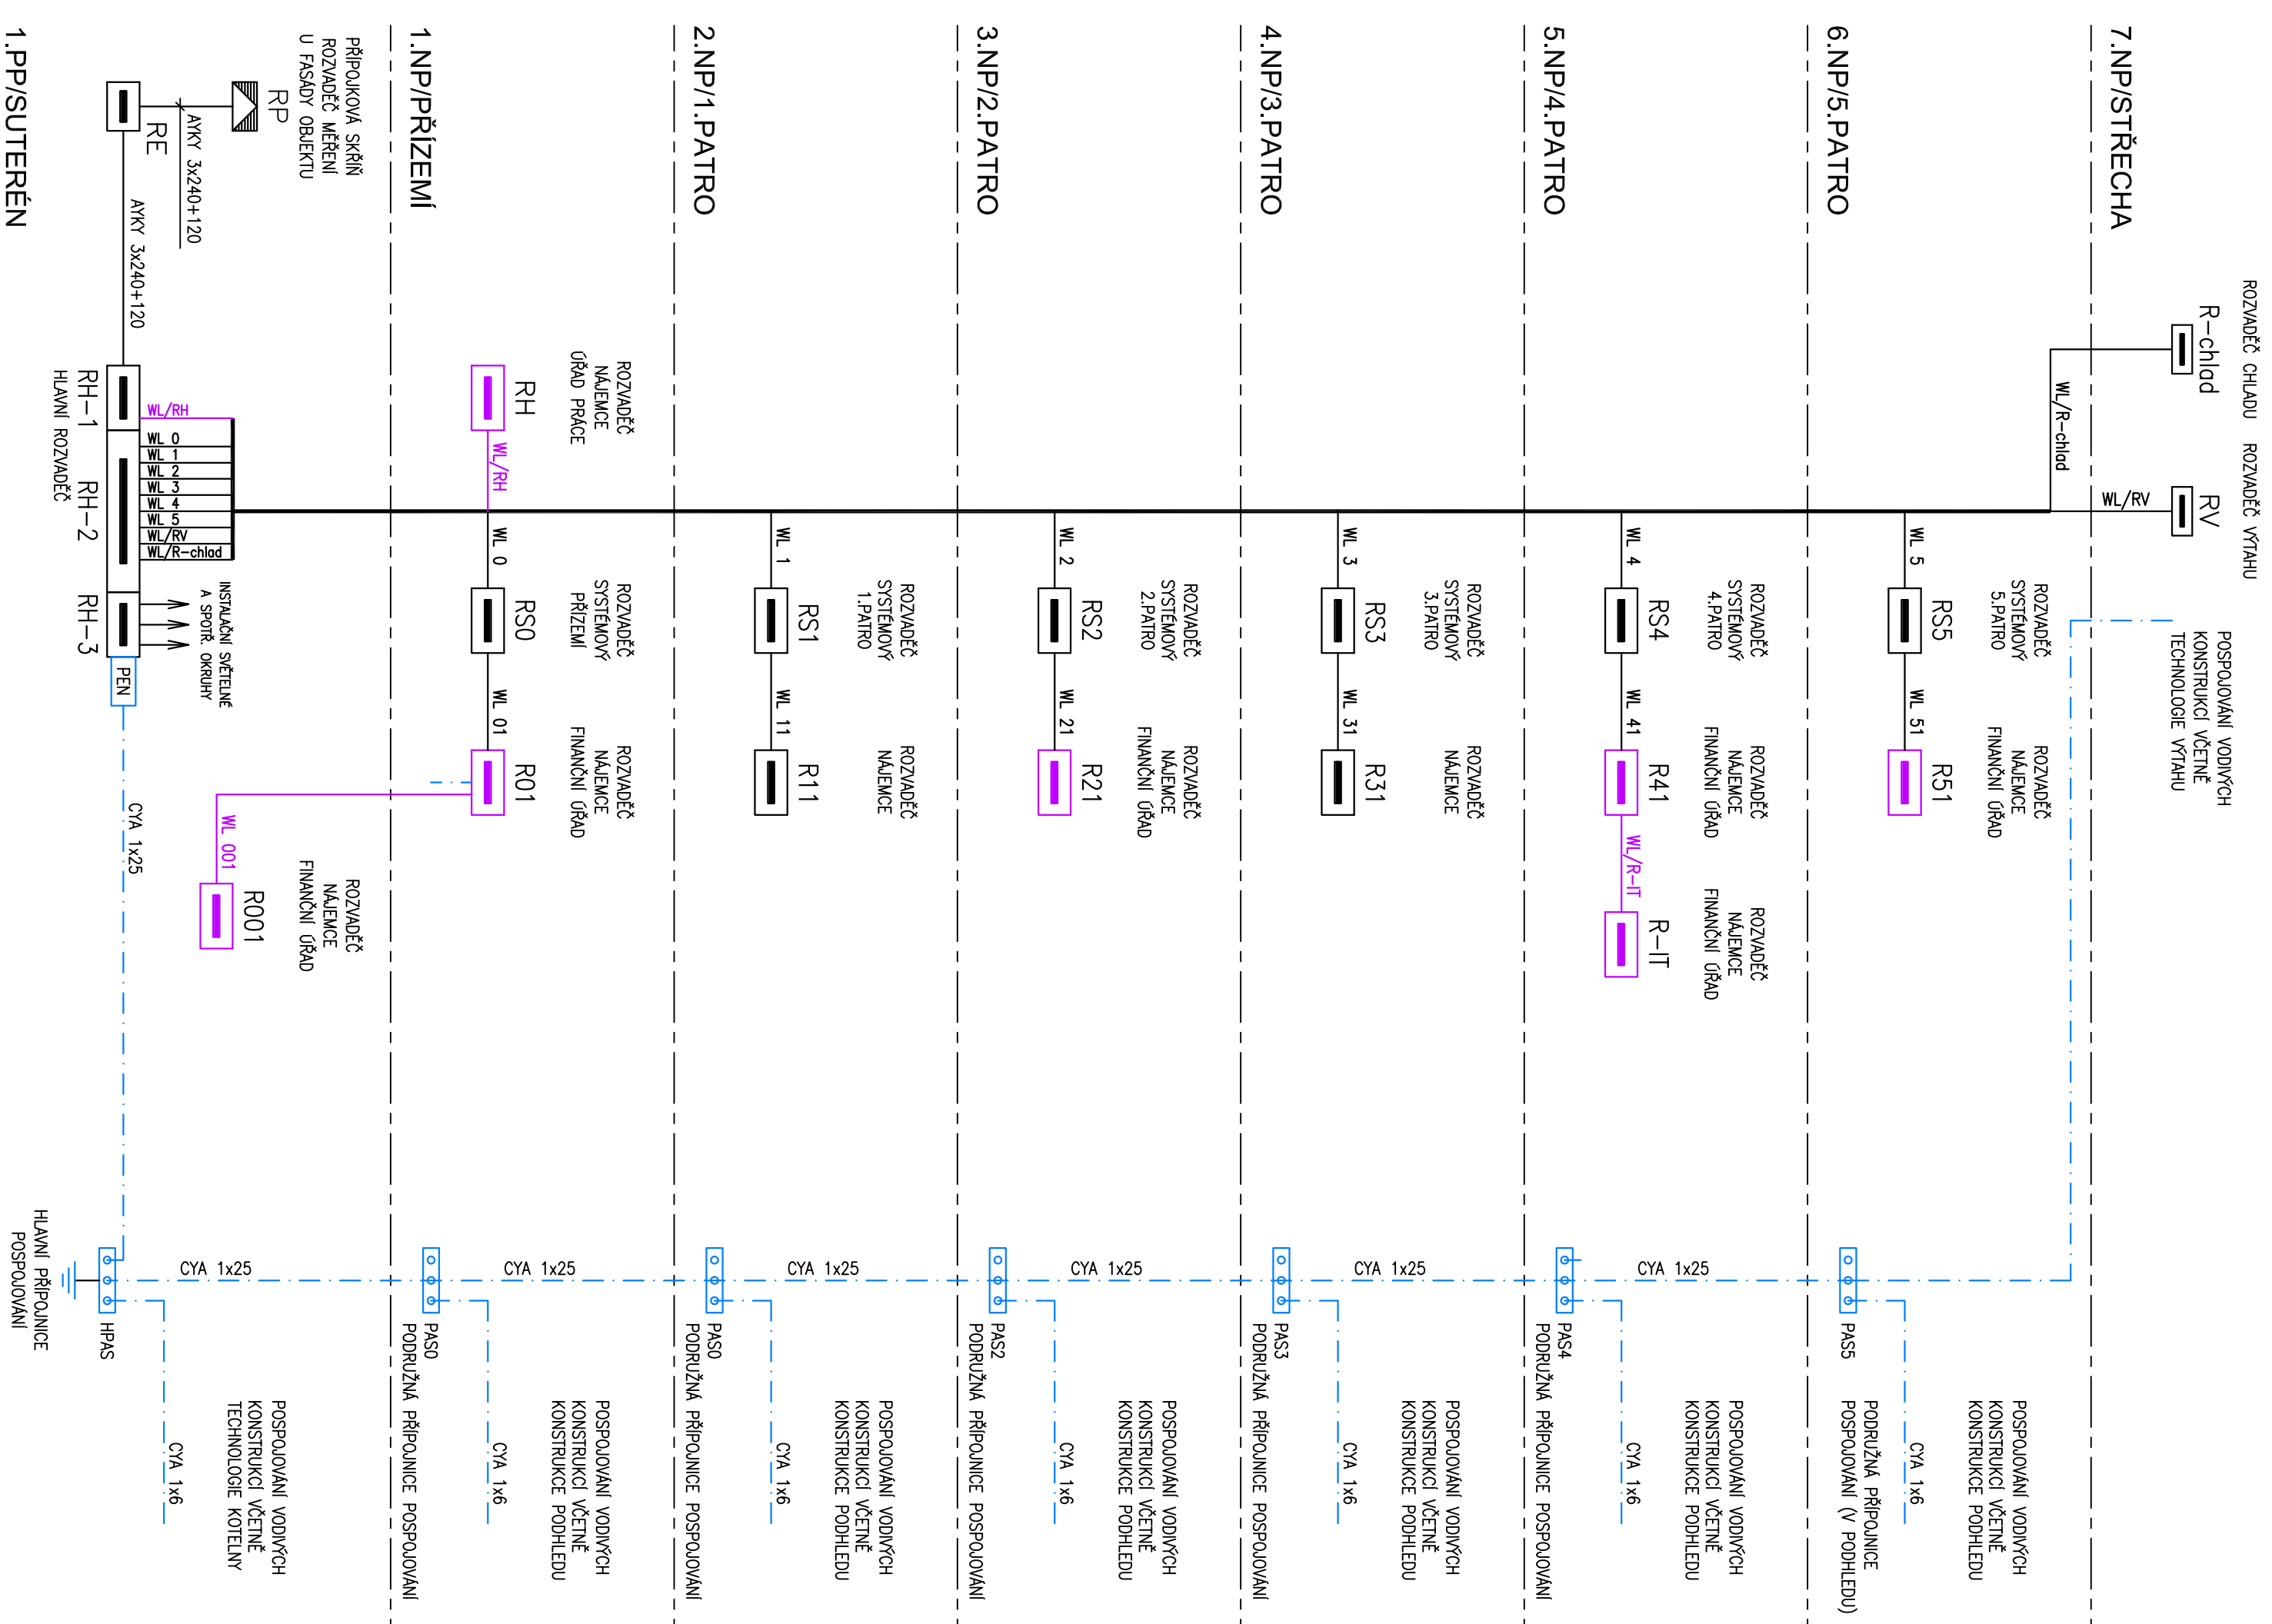 ROZVADĚČ CHLADU
R-chlad
ROZVADĚČ VÝTAHU
RV
7.NP/STŘECHA
WL/R-chlad
WL/RV
POSPOJOVÁNÍ VODIVÝCH
KONSTRUKCÍ VČETNĚ
TECHNOLOGIE VÝTAHU
6.NP/5.PATRO
WL 5
ROZVADĚČ
SYSTÉMOVÝ
5.PATRO
RS5
WL 51
ROZVADĚČ
NÁJEMCE
FINANČNÍ ÚŘAD
R51
POSPOJOVÁNÍ VODIVÝCH
KONSTRUKCÍ VČETNĚ
KONSTRUKCE PODHLEDU
CYA 1x6
PAS5
PODRUŽNÁ PŘÍPOJNICE
POSPOJOVÁNÍ (V PODHLEDU)
5.NP/4.PATRO
WL 4
ROZVADĚČ
SYSTÉMOVÝ
4.PATRO
RS4
WL 41
ROZVADĚČ
NÁJEMCE
FINANČNÍ ÚŘAD
R41
WL/R-IT
ROZVADĚČ
NÁJEMCE
FINANČNÍ ÚŘAD
R-IT
CYA 1x25
POSPOJOVÁNÍ VODIVÝCH
KONSTRUKCÍ VČETNĚ
KONSTRUKCE PODHLEDU
CYA 1x6
PAS4
PODRUŽNÁ PŘÍPOJNICE POSPOJOVÁNÍ
4.NP/3.PATRO
WL 3
ROZVADĚČ
SYSTÉMOVÝ
3.PATRO
RS3
WL 31
ROZVADĚČ
NÁJEMCE
R31
CYA 1x25
POSPOJOVÁNÍ VODIVÝCH
KONSTRUKCÍ VČETNĚ
KONSTRUKCE PODHLEDU
CYA 1x6
PAS3
PODRUŽNÁ PŘÍPOJNICE POSPOJOVÁNÍ
3.NP/2.PATRO
WL 2
ROZVADĚČ
SYSTÉMOVÝ
2.PATRO
RS2
WL 21
ROZVADĚČ
NÁJEMCE
FINANČNÍ ÚŘAD
R21
CYA 1x25
POSPOJOVÁNÍ VODIVÝCH
KONSTRUKCÍ VČETNĚ
KONSTRUKCE PODHLEDU
CYA 1x6
PAS2
PODRUŽNÁ PŘÍPOJNICE POSPOJOVÁNÍ
2.NP/1.PATRO
WL 1
ROZVADĚČ
SYSTÉMOVÝ
1.PATRO
RS1
WL 11
ROZVADĚČ
NÁJEMCE
R11
CYA 1x25
POSPOJOVÁNÍ VODIVÝCH
KONSTRUKCÍ VČETNĚ
KONSTRUKCE PODHLEDU
CYA 1x6
PAS0
PODRUŽNÁ PŘÍPOJNICE POSPOJOVÁNÍ
1.NP/PŘÍZEMÍ
ROZVADĚČ
NÁJEMCE
ÚŘAD PRÁCE
RH
WL/RH
WL 0
ROZVADĚČ
SYSTÉMOVÝ
PŘÍZEMÍ
RS0
WL 01
ROZVADĚČ
NÁJEMCE
FINANČNÍ ÚŘAD
R01
CYA 1x25
POSPOJOVÁNÍ VODIVÝCH
KONSTRUKCÍ VČETNĚ
KONSTRUKCE PODHLEDU
CYA 1x6
PAS0
PODRUŽNÁ PŘÍPOJNICE POSPOJOVÁNÍ
PŘÍPOJKOVÁ SKŘÍŇ
ROZVADĚČ MĚŘENÍ
U FASÁDY OBJEKTU
RP
AYKY 3x240+120
RE
AYKY 3x240+120
WL/RH
WL 0
WL 1
WL 2
WL 3
WL 4
WL 5
WL/RV
WL/R-chlad
RH-1
RH-2
RH-3
HLAVNÍ ROZVADĚČ
INSTALAČNÍ SVĚTELNÉ
A SPOTŘ. OKRUHY
PEN
CYA 1x25
WL 001
ROZVADĚČ
NÁJEMCE
FINANČNÍ ÚŘAD
R001
CYA 1x25
POSPOJOVÁNÍ VODIVÝCH
KONSTRUKCÍ VČETNĚ
TECHNOLOGIE KOTELNY
CYA 1x6
HPAS
HLAVNÍ PŘÍPOJNICE
POSPOJOVÁNÍ
1.PP/SUTERÉN